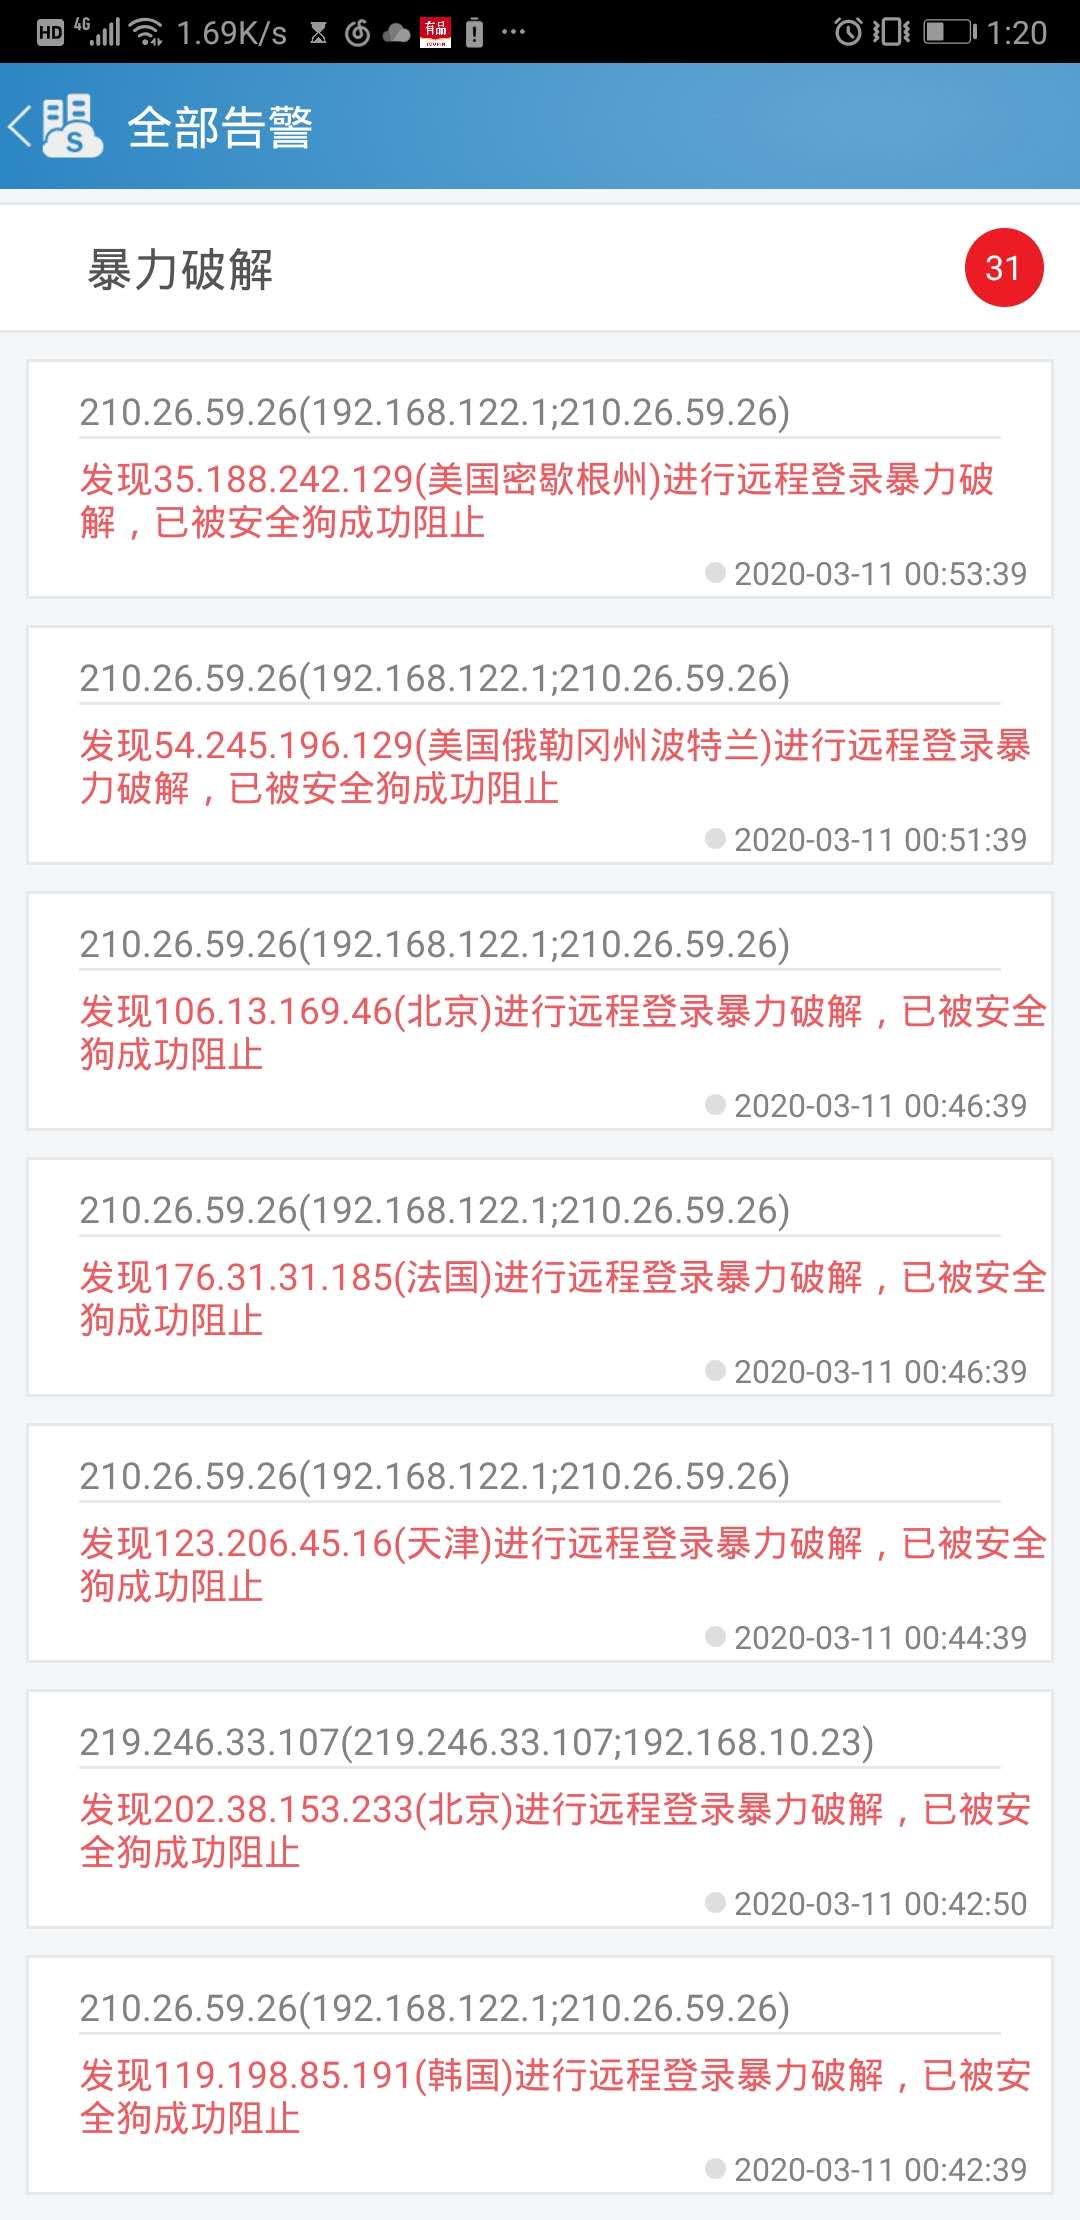 HD 4G 1.69K/s 有品 ··· 1:20
全部告警
暴力破解 31
210.26.59.26(192.168.122.1;210.26.59.26)
发现35.188.242.129(美国密歇根州)进行远程登录暴力破
解，已被安全狗成功阻止
2020-03-11 00:53:39
210.26.59.26(192.168.122.1;210.26.59.26)
发现54.245.196.129(美国俄勒冈州波特兰)进行远程登录暴
力破解，已被安全狗成功阻止
2020-03-11 00:51:39
210.26.59.26(192.168.122.1;210.26.59.26)
发现106.13.169.46(北京)进行远程登录暴力破解，已被安全
狗成功阻止
2020-03-11 00:46:39
210.26.59.26(192.168.122.1;210.26.59.26)
发现176.31.31.185(法国)进行远程登录暴力破解，已被安全
狗成功阻止
2020-03-11 00:46:39
210.26.59.26(192.168.122.1;210.26.59.26)
发现123.206.45.16(天津)进行远程登录暴力破解，已被安全
狗成功阻止
2020-03-11 00:44:39
219.246.33.107(219.246.33.107;192.168.10.23)
发现202.38.153.233(北京)进行远程登录暴力破解，已被安
全狗成功阻止
2020-03-11 00:42:50
210.26.59.26(192.168.122.1;210.26.59.26)
发现119.198.85.191(韩国)进行远程登录暴力破解，已被安
全狗成功阻止
2020-03-11 00:42:39